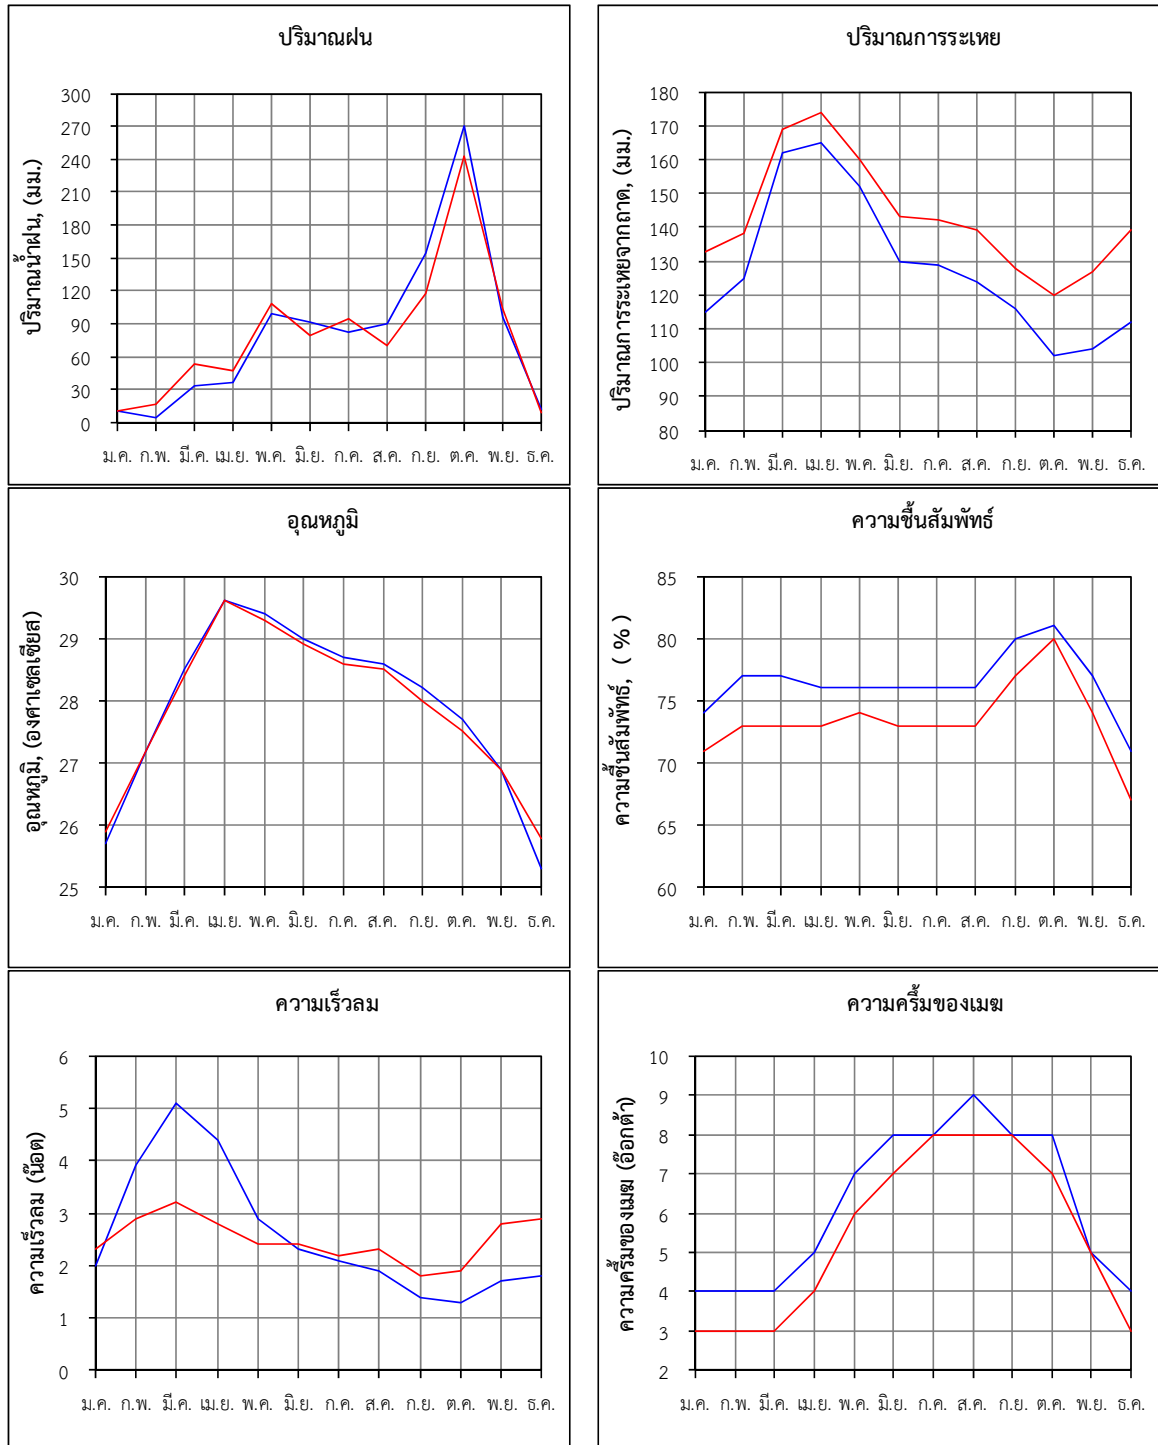 ปริมาณฝน
ปริมาณน้ำฝน, (มม.)
300
270
240
210
180
150
120
90
60
30
0
ม.ค. ก.พ. มี.ค. เม.ย. พ.ค. มิ.ย. ก.ค. ส.ค. ก.ย. ต.ค. พ.ย. ธ.ค.
ปริมาณการระเหย
ปริมาณการระเหยจากถาด, (มม.)
180
170
160
150
140
130
120
110
100
90
80
ม.ค. ก.พ. มี.ค. เม.ย. พ.ค. มิ.ย. ก.ค. ส.ค. ก.ย. ต.ค. พ.ย. ธ.ค.
อุณหภูมิ
อุณหภูมิ, (องศาเซลเซียส)
30
29
28
27
26
25
ม.ค. ก.พ. มี.ค. เม.ย. พ.ค. มิ.ย. ก.ค. ส.ค. ก.ย. ต.ค. พ.ย. ธ.ค.
ความชื้นสัมพัทธ์
ความชื้นสัมพัทธ์, ( % )
85
80
75
70
65
60
ม.ค. ก.พ. มี.ค. เม.ย. พ.ค. มิ.ย. ก.ค. ส.ค. ก.ย. ต.ค. พ.ย. ธ.ค.
ความเร็วลม
ความเร็วลม (น๊อต)
6
5
4
3
2
1
0
ม.ค. ก.พ. มี.ค. เม.ย. พ.ค. มิ.ย. ก.ค. ส.ค. ก.ย. ต.ค. พ.ย. ธ.ค.
ความครึ้มของเมฆ
ความครึ้มของเมฆ (อ๊อกต้า)
10
9
8
7
6
5
4
3
2
ม.ค. ก.พ. มี.ค. เม.ย. พ.ค. มิ.ย. ก.ค. ส.ค. ก.ย. ต.ค. พ.ย. ธ.ค.